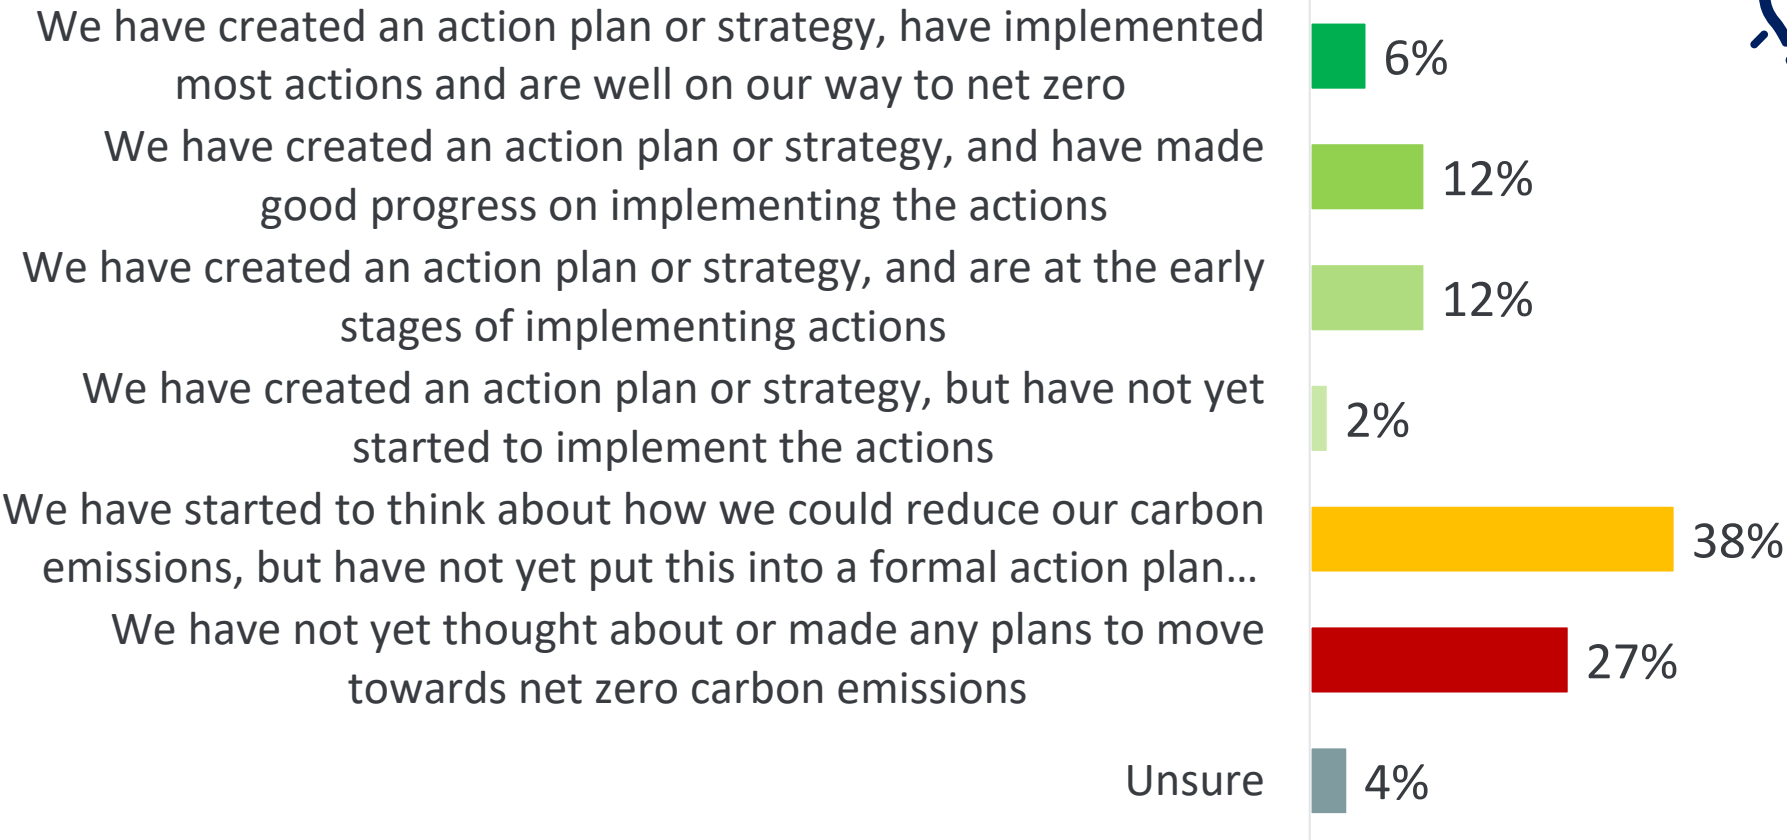 We have created an action plan or strategy, have implemented
most actions and are well on our way to net zero
6%
We have created an action plan or strategy, and have made
good progress on implementing the actions
12%
We have created an action plan or strategy, and are at the early
stages of implementing actions
12%
We have created an action plan or strategy, but have not yet
started to implement the actions
2%
We have started to think about how we could reduce our carbon
emissions, but have not yet put this into a formal action plan…
38%
We have not yet thought about or made any plans to move
towards net zero carbon emissions
27%
Unsure
4%